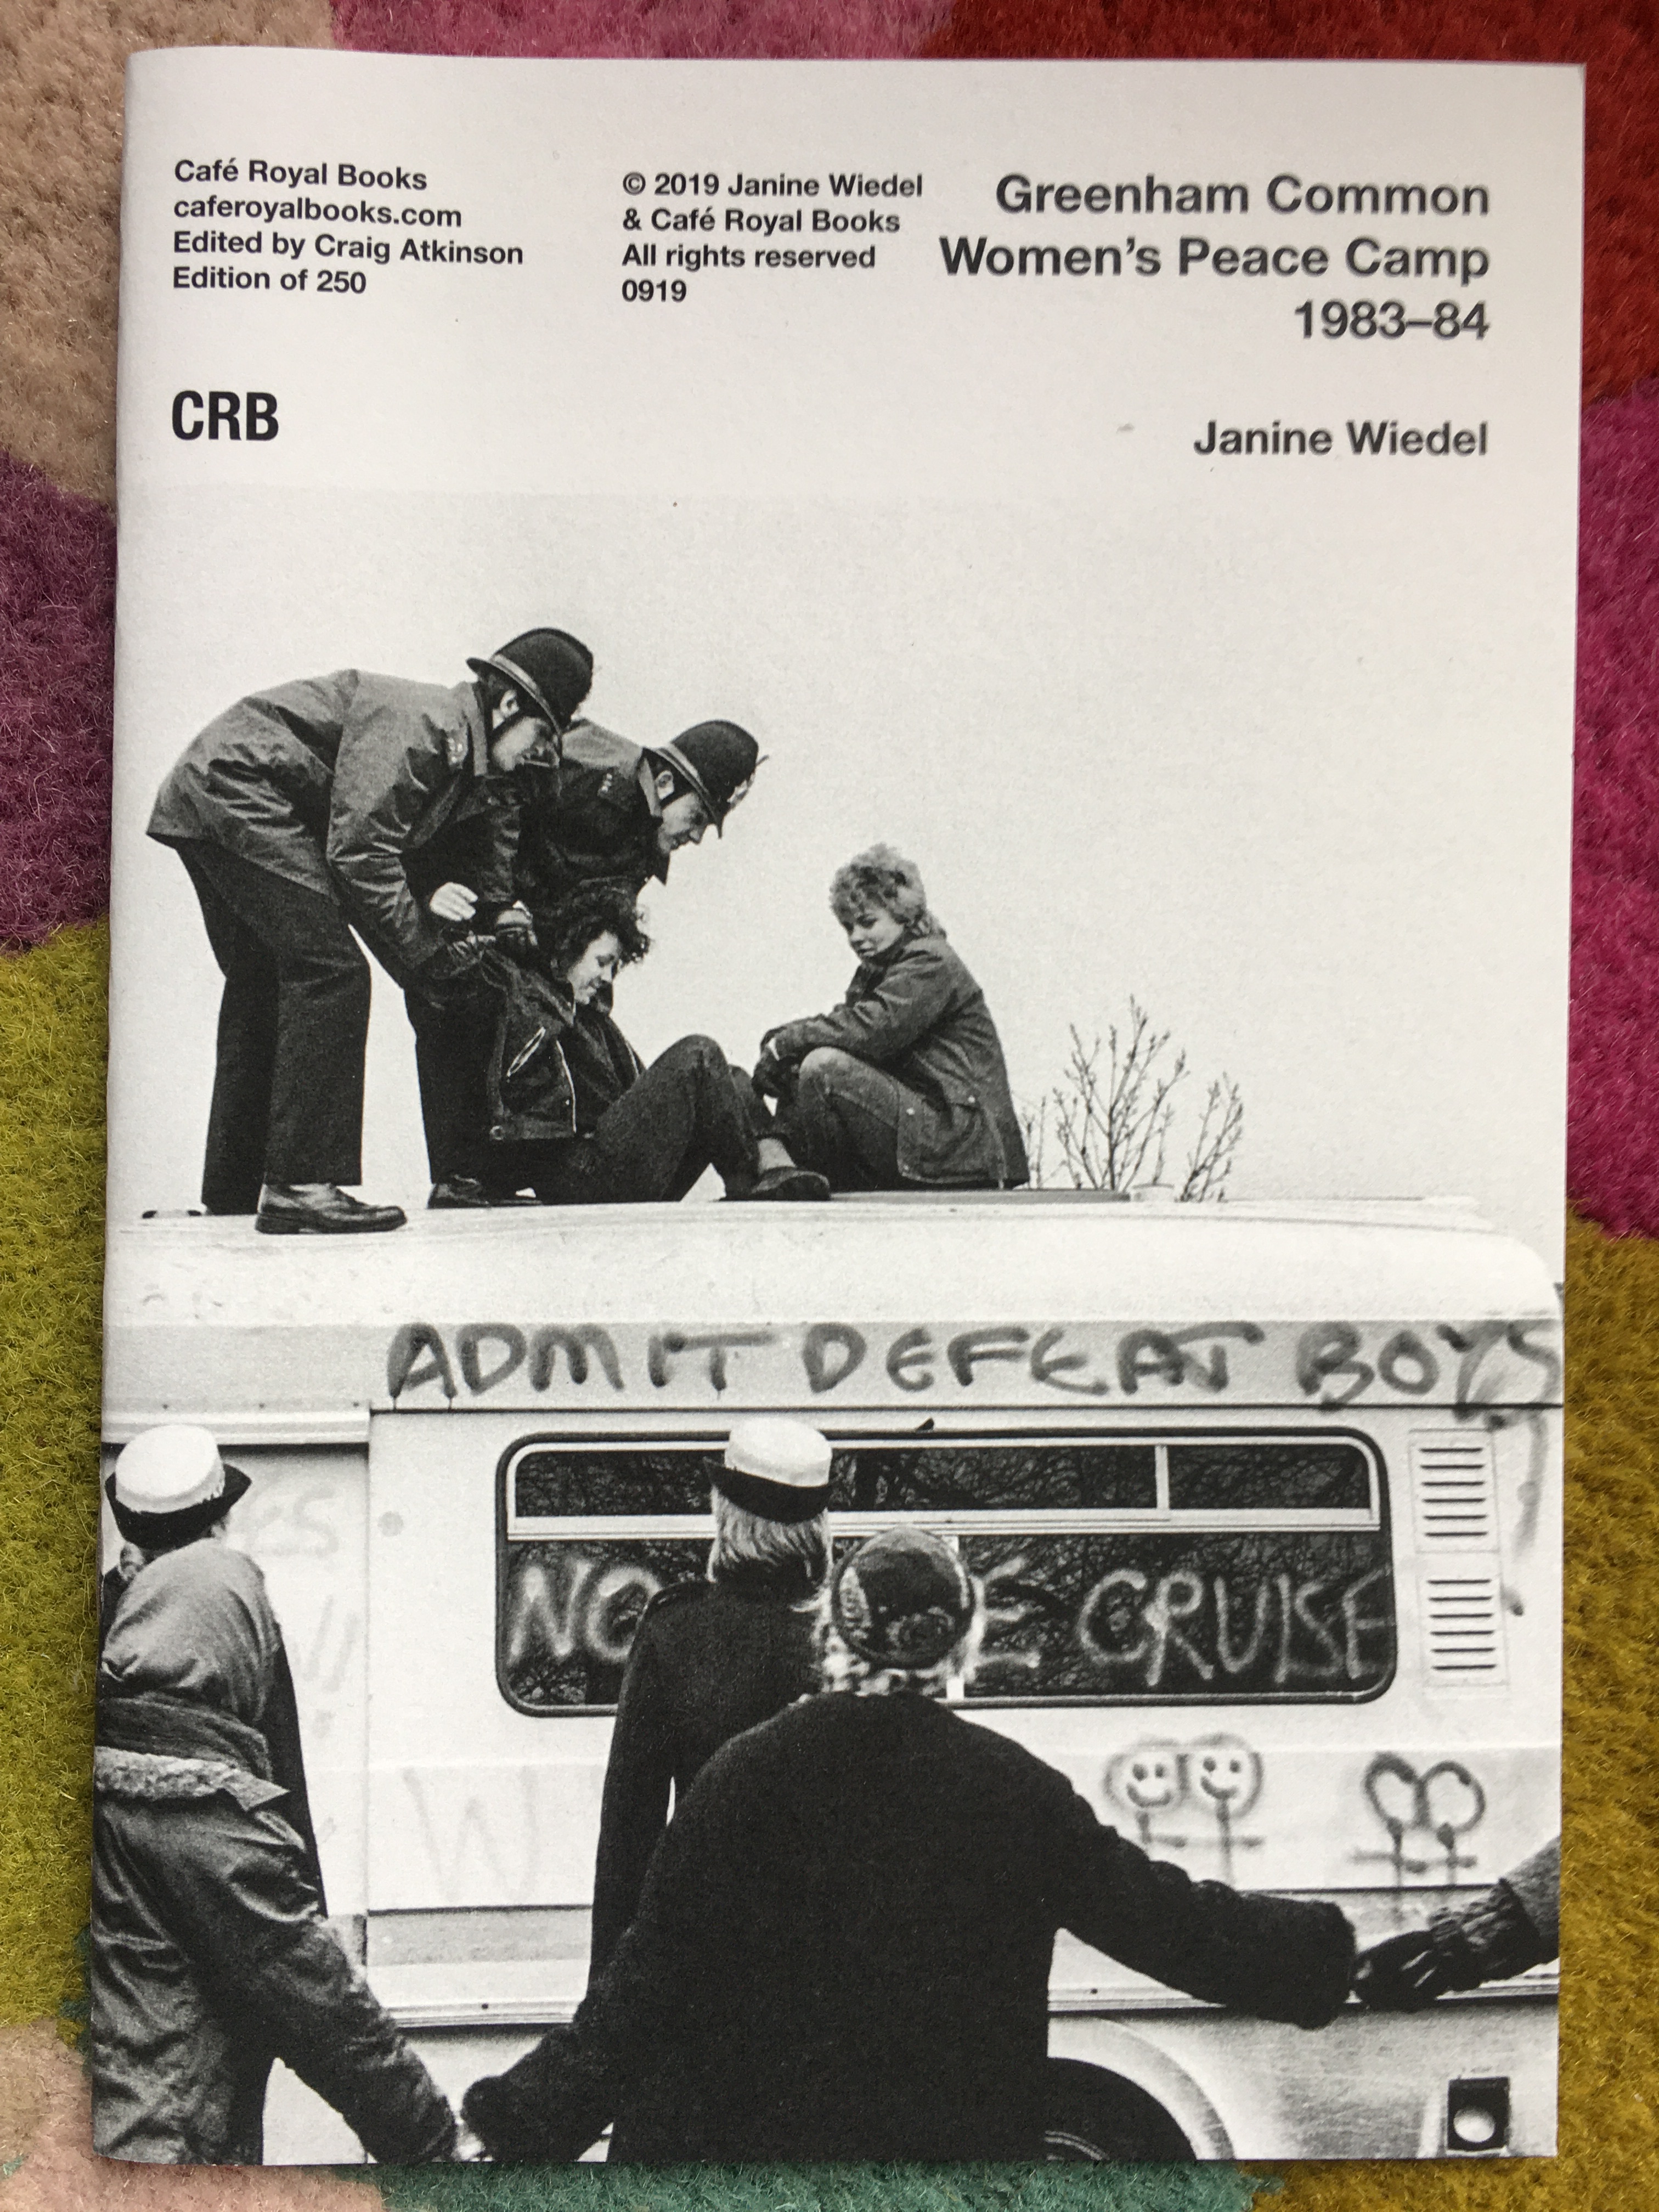 Café Royal Books
caferoyalbooks.com
Edited by Craig Atkinson
Edition of 250
© 2019 Janine Wiedel
& Café Royal Books
All rights reserved
0919
Greenham Common
Women’s Peace Camp
1983–84
CRB
Janine Wiedel
ADMIT DEFEAT BOYS
CRUISE
W